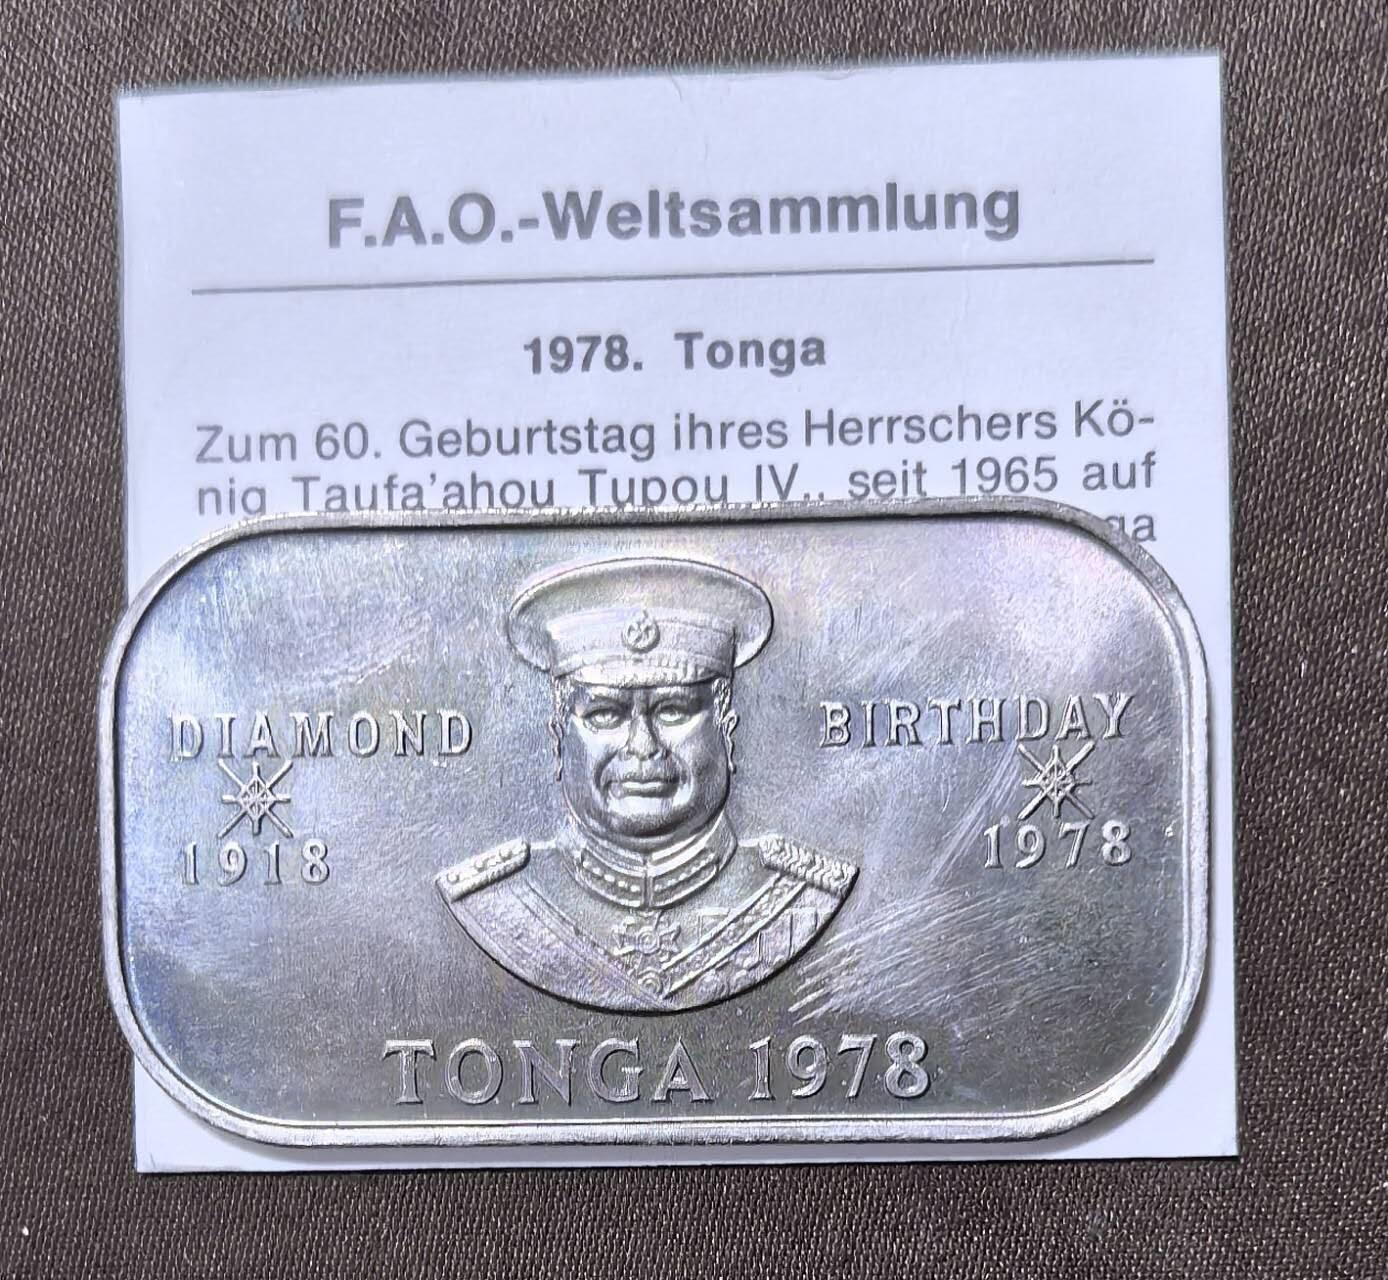 F.A.O.-Weltsammlung
1978. Tonga
Zum 60. Geburtstag ihres Herrschers Kö-
nig Taufa'ahou Tupou IV., seit 1965 auf
DIAMOND BIRTHDAY
1918 1978
TONGA 1978